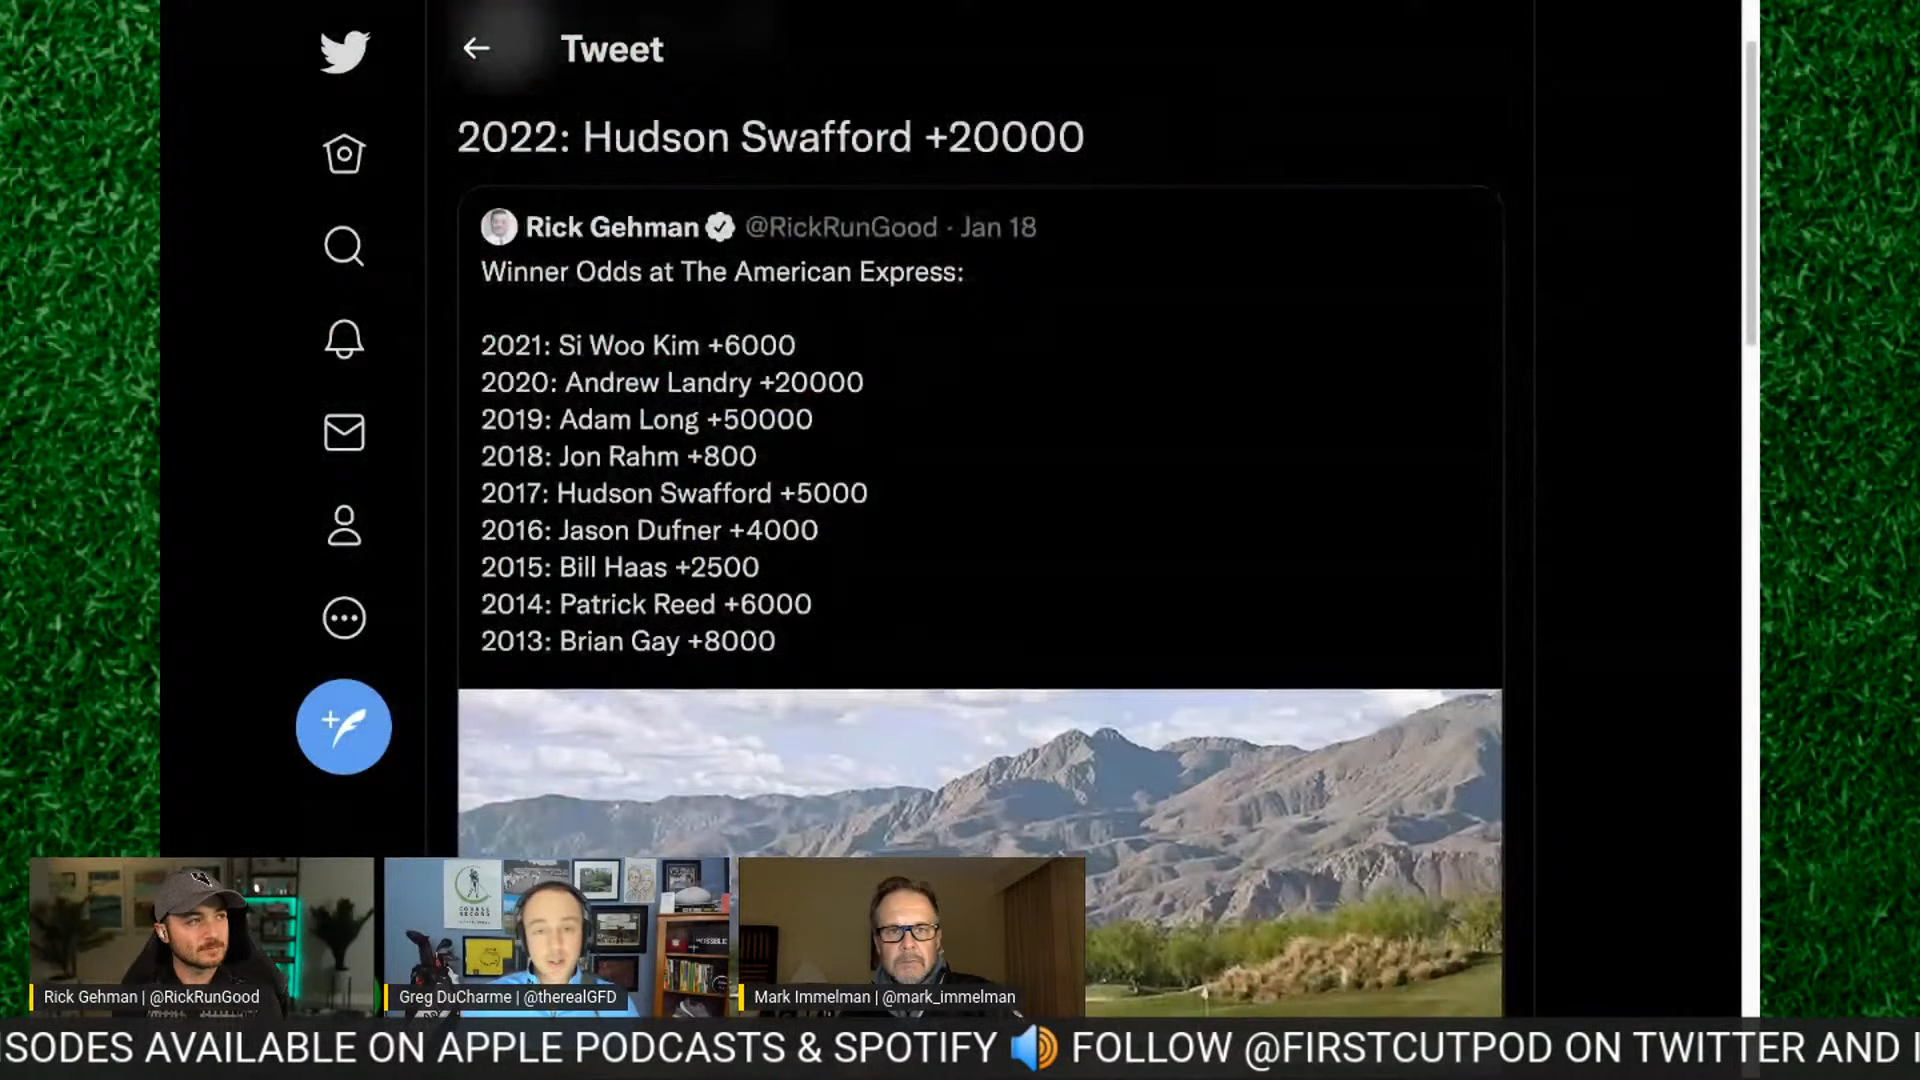 Tweet
2022: Hudson Swafford +20000
Rick Gehman @RickRunGood · Jan 18
Winner Odds at The American Express:
2021: Si Woo Kim +6000
2020: Andrew Landry +20000
2019: Adam Long +50000
2018: Jon Rahm +800
2017: Hudson Swafford +5000
2016: Jason Dufner +4000
2015: Bill Haas +2500
2014: Patrick Reed +6000
2013: Brian Gay +8000
Rick Gehman | @RickRunGood
Greg DuCharme | @therealGFD
Mark Immelman | @mark_immelman
ISODES AVAILABLE ON APPLE PODCASTS & SPOTIFY 🔊 FOLLOW @FIRSTCUTPOD ON TWITTER AND I